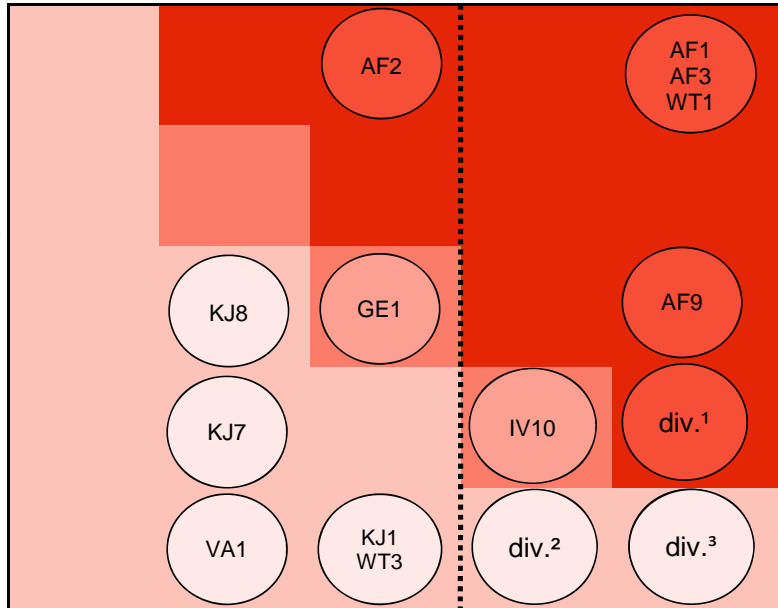 AF2
AF1
AF3
WT1
KJ8
GE1
AF9
KJ7
IV10
div.¹
VA1
KJ1
WT3
div.²
div.³